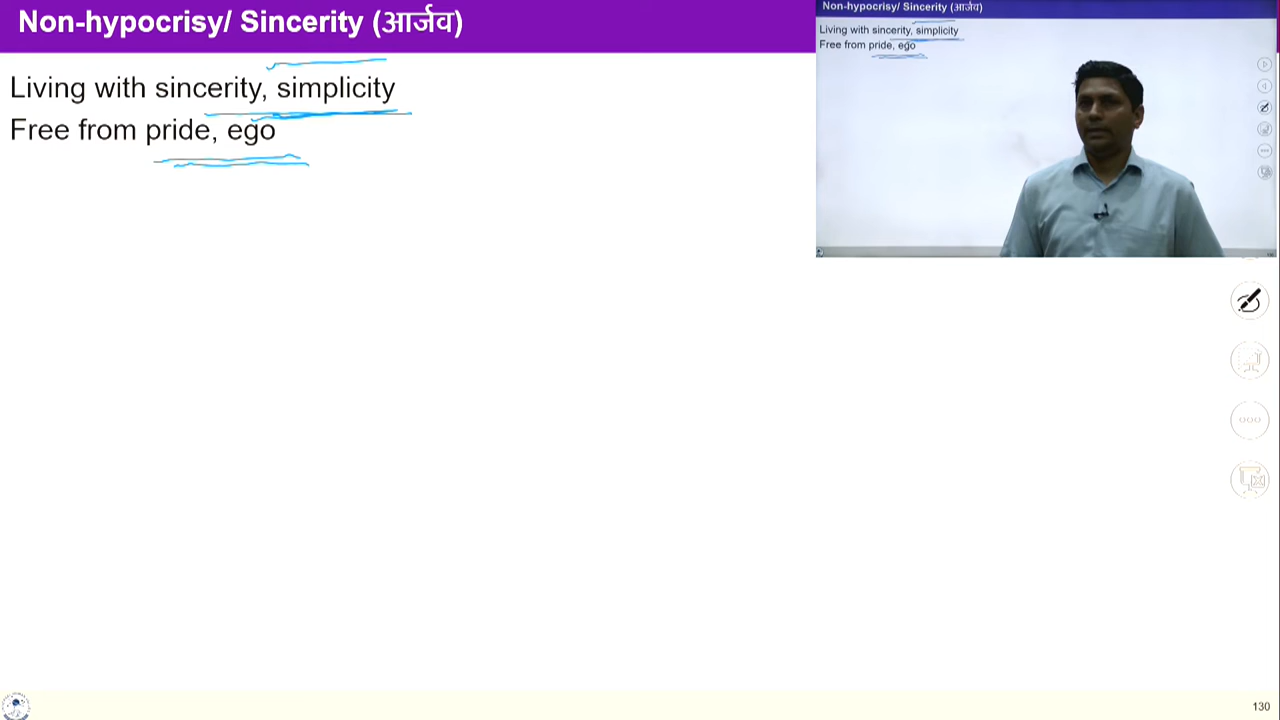 Non-hypocrisy/ Sincerity (आर्जव)
Living with sincerity, simplicity
Free from pride, ego
Non-hypocrisy/ Sincerity (आर्जव)
Living with sincerity, simplicity
Free from pride, ego
130